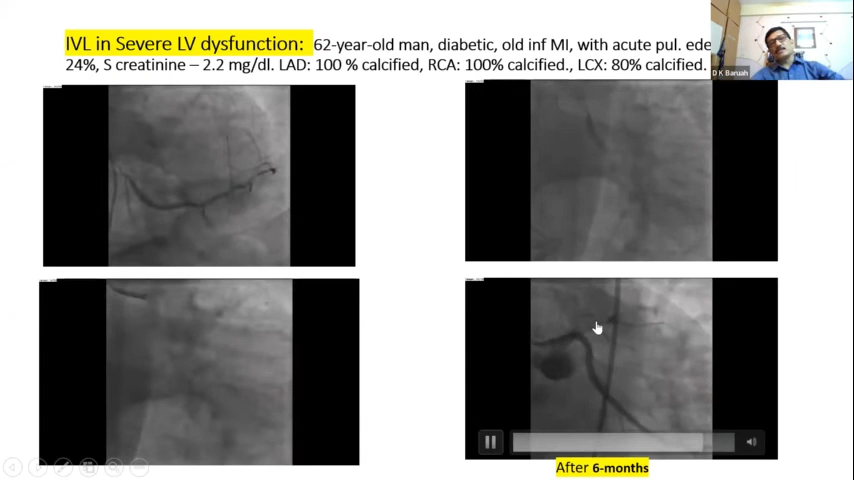 IVL in Severe LV dysfunction: 62-year-old man, diabetic, old inf MI, with acute pul. ede
24%, S creatinine – 2.2 mg/dl. LAD: 100 % calcified, RCA: 100% calcified., LCX: 80% calcified.
D K Baruah
After 6-months